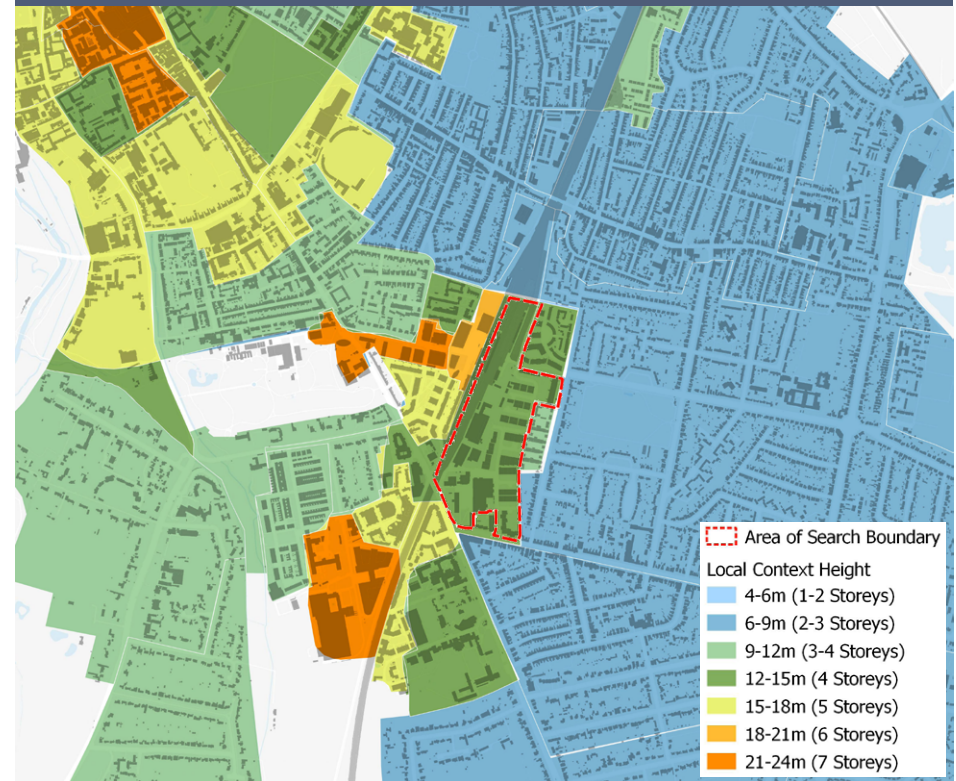 Area of Search Boundary
Local Context Height
4-6m (1-2 Storeys)
6-9m (2-3 Storeys)
9-12m (3-4 Storeys)
12-15m (4 Storeys)
15-18m (5 Storeys)
18-21m (6 Storeys)
21-24m (7 Storeys)